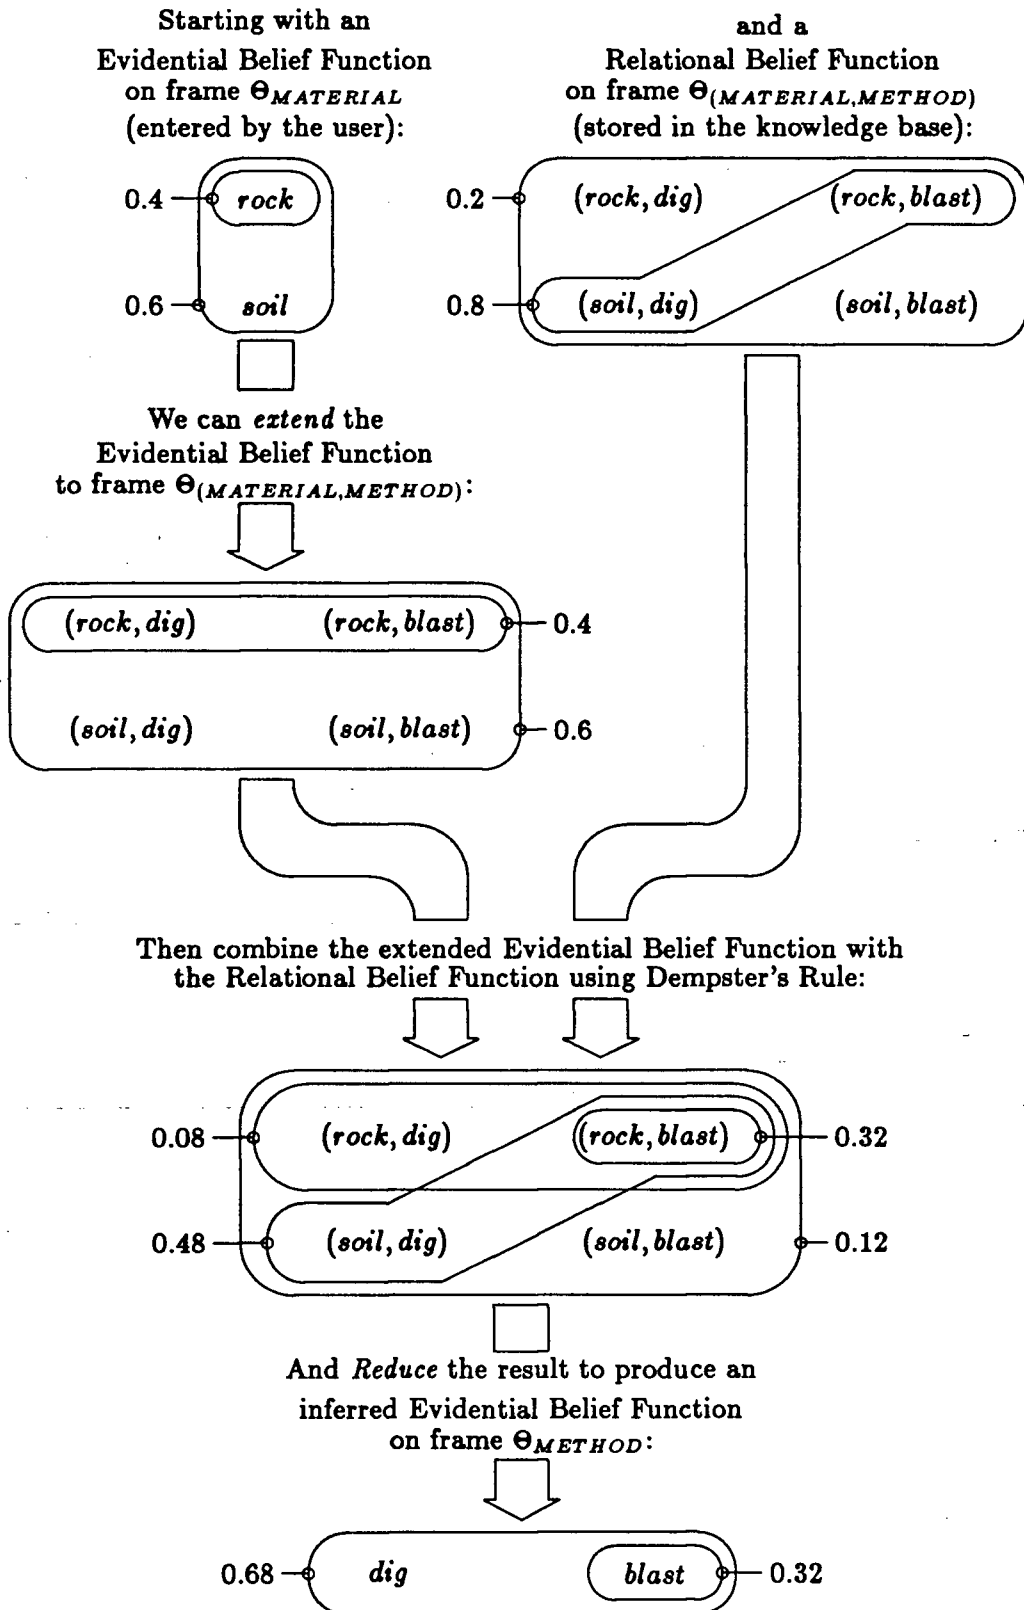 Starting with an
Evidential Belief Function
on frame Θ_{MATERIAL}
(entered by the user):
and a
Relational Belief Function
on frame Θ_{(MATERIAL,METHOD)}
(stored in the knowledge base):
0.4 rock
0.6 soil
0.2 (rock, dig) (rock, blast)
0.8 (soil, dig) (soil, blast)
We can extend the
Evidential Belief Function
to frame Θ_{(MATERIAL,METHOD)}:
(rock, dig) (rock, blast) 0.4
(soil, dig) (soil, blast) 0.6
Then combine the extended Evidential Belief Function with
the Relational Belief Function using Dempster's Rule:
0.08 (rock, dig) (rock, blast) 0.32
0.48 (soil, dig) (soil, blast) 0.12
And Reduce the result to produce an
inferred Evidential Belief Function
on frame Θ_{METHOD}:
0.68 dig blast 0.32